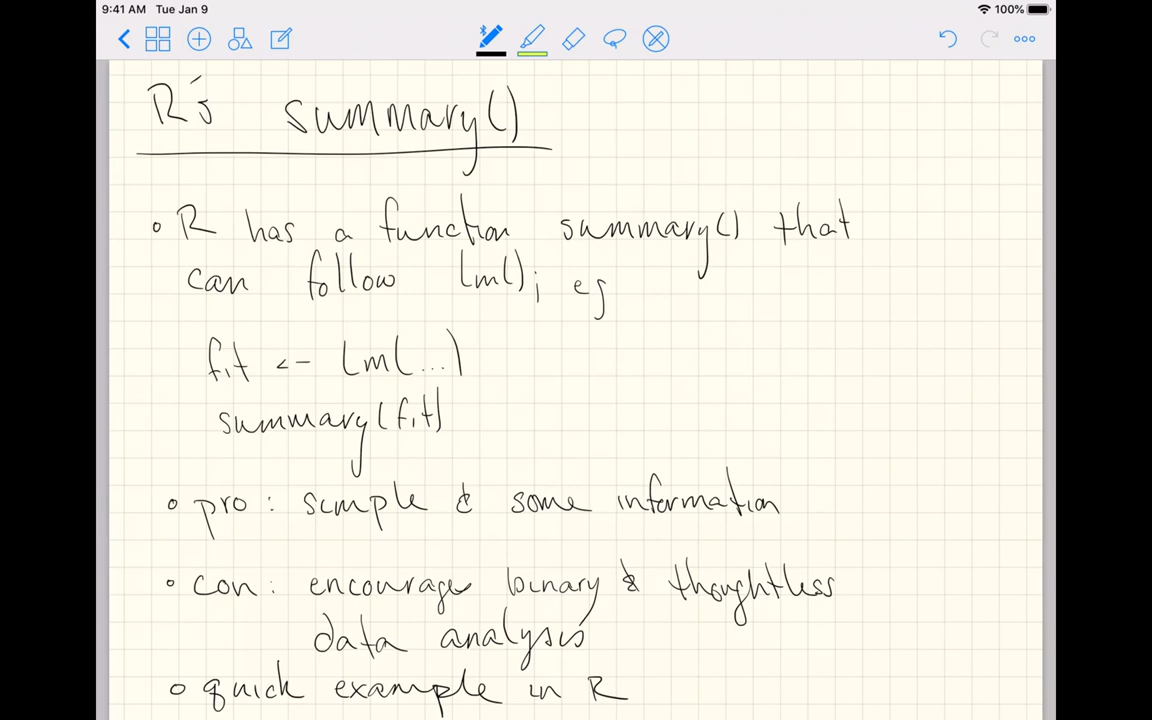 9:41 AM Tue Jan 9
100%
R's summary()
• R has a function summary() that
can follow lm(); eg
fit <- lm(...)
summary(fit)
• pro: simple & some information
• con: encourage binary & thoughtless
data analysis
• quick example in R